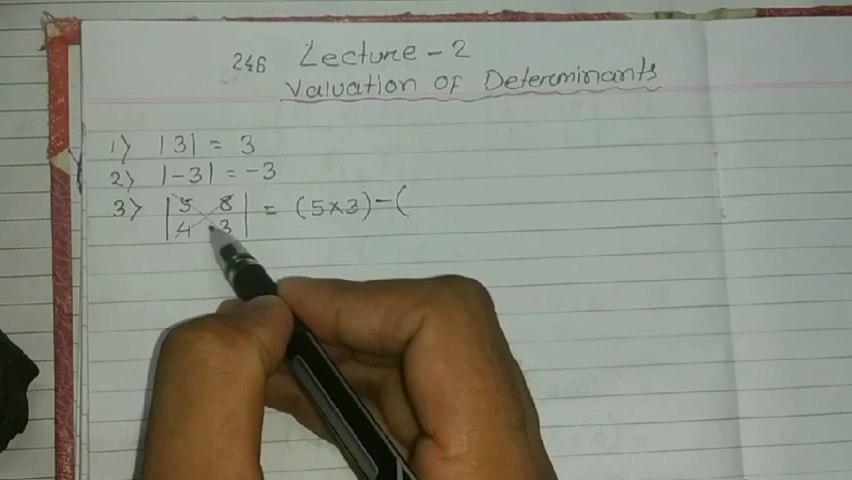 246 Lecture - 2
Valuation of Determinants
1) |3| = 3
2) |-3| = -3
3) |5 8| = (5×3)-(
|4 3|